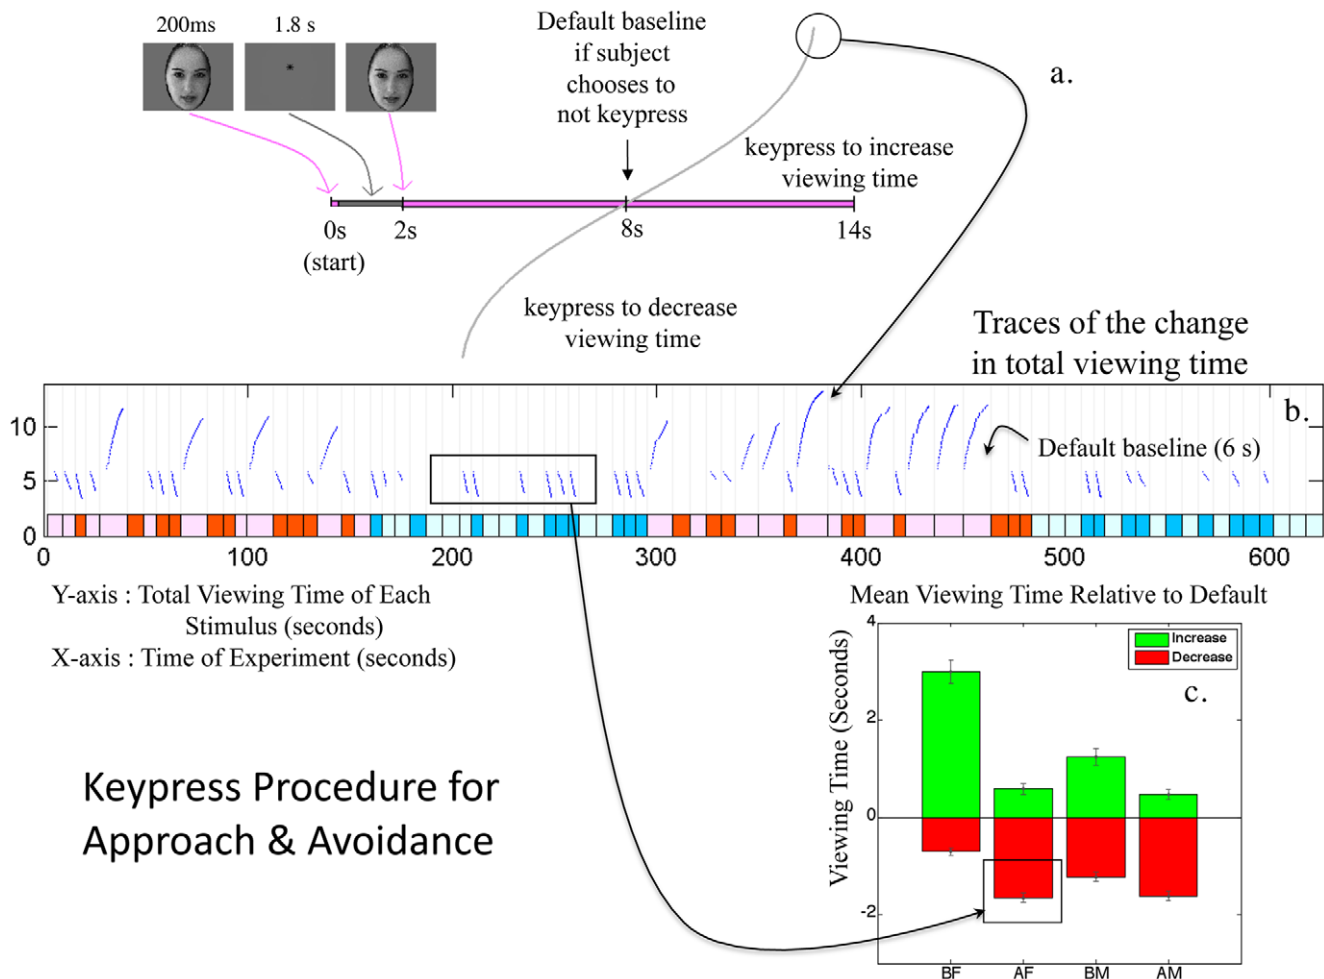 200ms
1.8 s
Default baseline
if subject
chooses to
not keypress
a.
keypress to increase
viewing time
0s
(start)
2s
8s
14s
keypress to decrease
viewing time
Traces of the change
in total viewing time
b.
10
5
0
Default baseline (6 s)
0 100 200 300 400 500 600
Y-axis : Total Viewing Time of Each
Stimulus (seconds)
X-axis : Time of Experiment (seconds)
Keypress Procedure for
Approach & Avoidance
Mean Viewing Time Relative to Default
Viewing Time (Seconds)
4
2
0
-2
Increase
Decrease
c.
BF AF BM AM